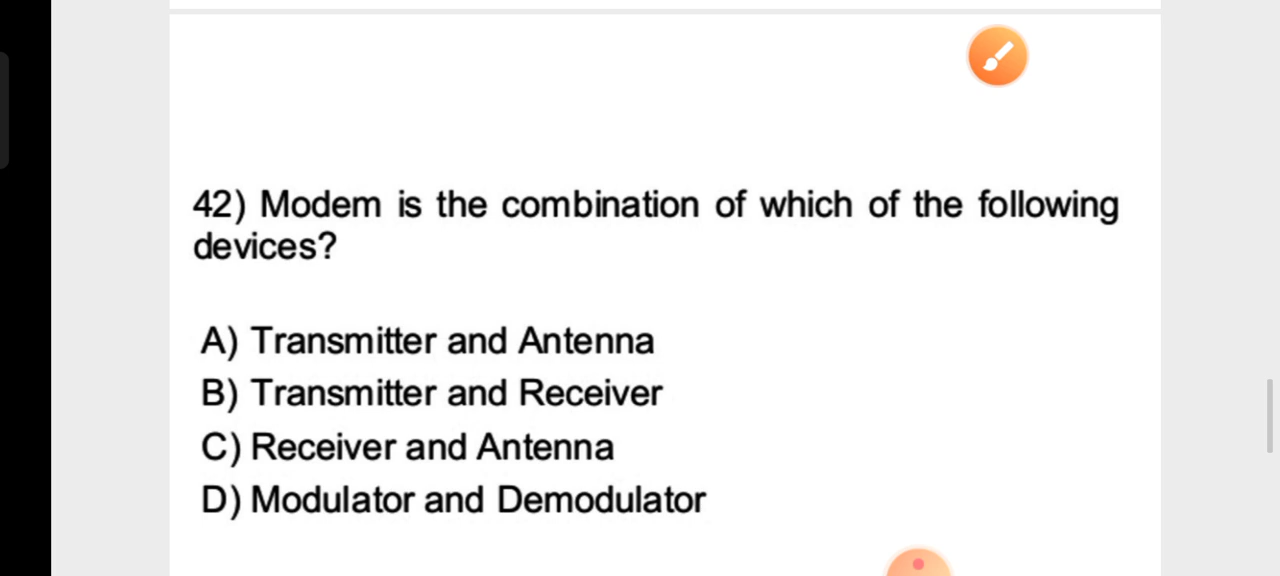 42) Modem is the combination of which of the following
devices?
A) Transmitter and Antenna
B) Transmitter and Receiver
C) Receiver and Antenna
D) Modulator and Demodulator